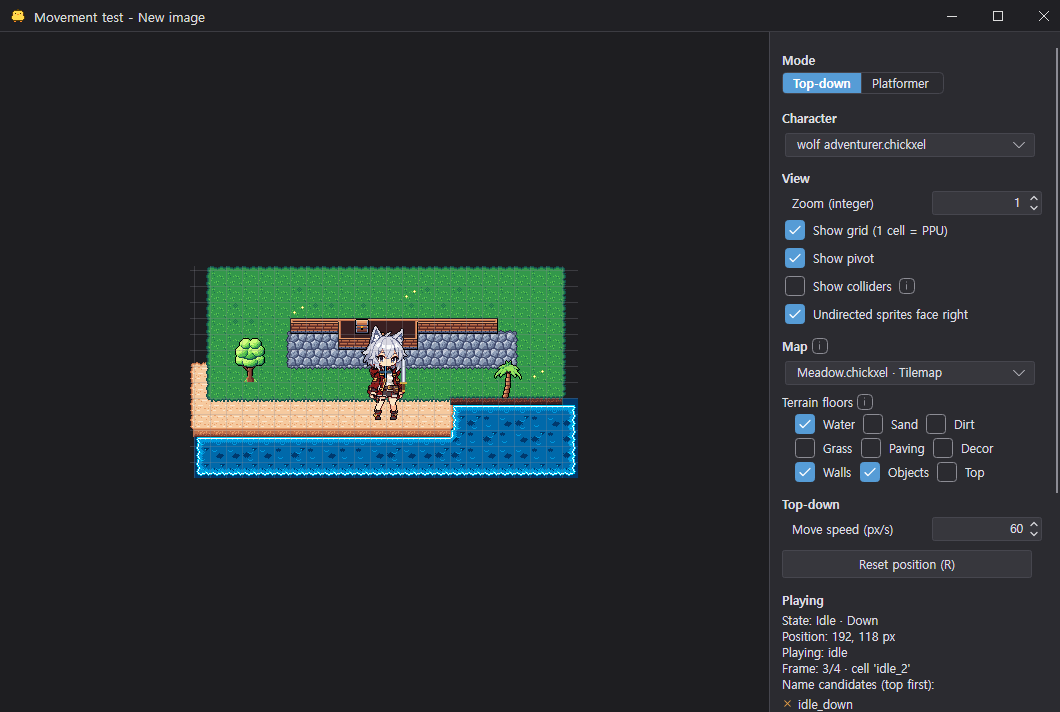 Movement test - New image
Mode
Top-down Platformer
Character
wolf adventurer.chickxel
View
Zoom (integer) 1
Show grid (1 cell = PPU)
Show pivot
Show colliders i
Undirected sprites face right
Map i
Meadow.chickxel · Tilemap
Terrain floors i
Water Sand Dirt
Grass Paving Decor
Walls Objects Top
Top-down
Move speed (px/s) 60
Reset position (R)
Playing
State: Idle · Down
Position: 192, 118 px
Playing: idle
Frame: 3/4 · cell 'idle_2'
Name candidates (top first):
× idle_down